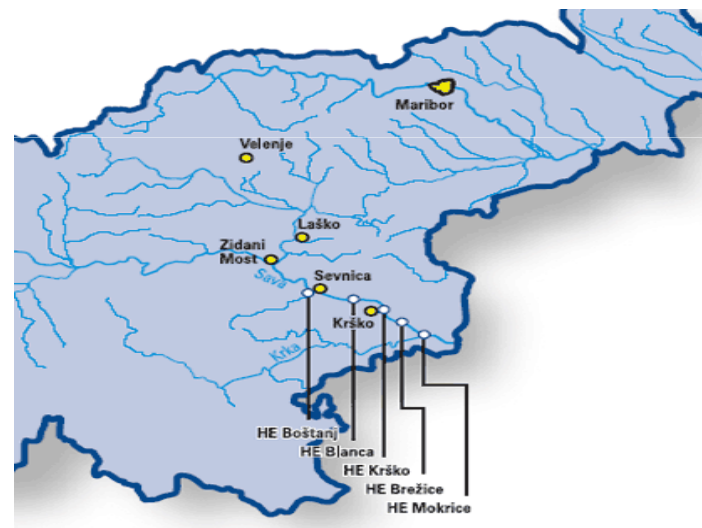 Maribor
Velenje
Laško
Zidani
Most
Sava
Sevnica
Krško
Krka
HE Boštanj
HE Blanca
HE Krško
HE Brežice
HE Mokrice